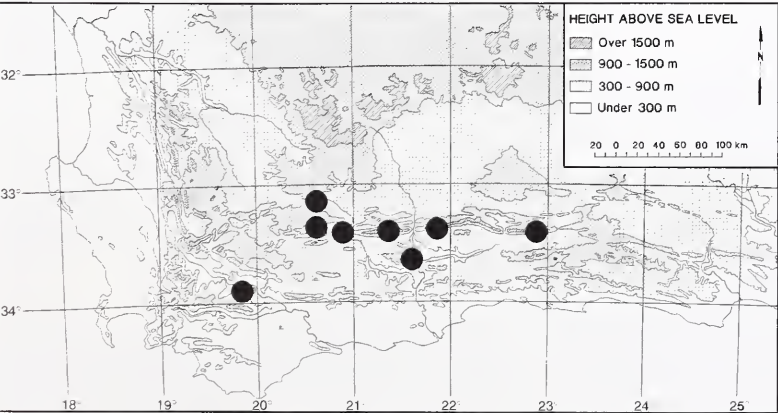 HEIGHT ABOVE SEA LEVEL
Over 1500 m
900 - 1500 m
300 - 900 m
Under 300 m
N
20 0 20 40 60 80 100 km
32°
33°
34°
18° 19° 20° 21° 22° 23° 24° 25°